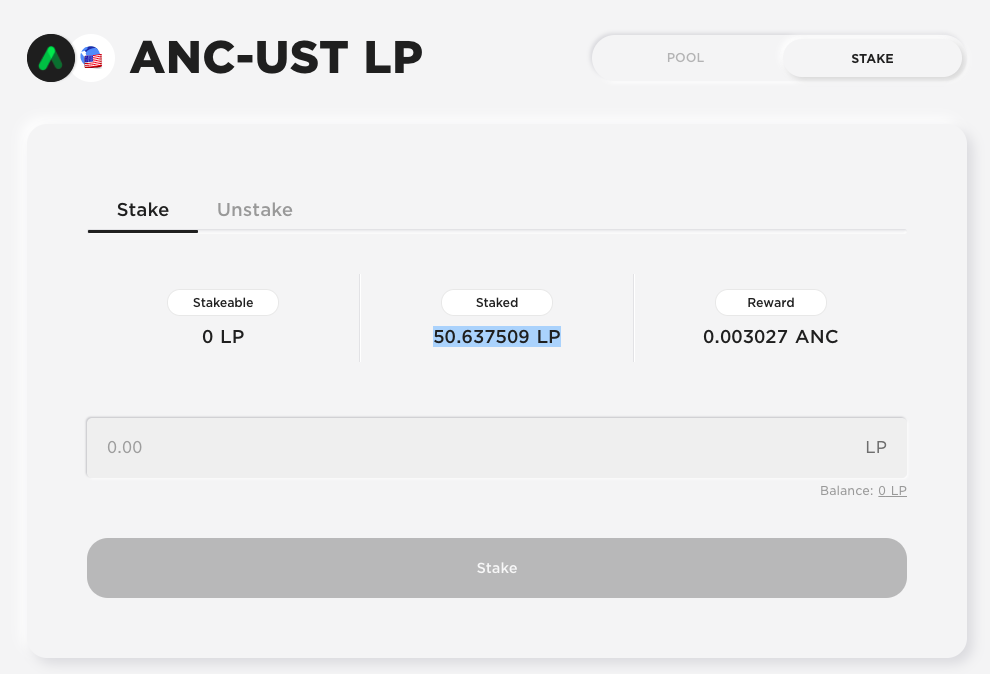 ANC-UST LP
POOL
STAKE
Stake
Unstake
Stakeable
0 LP
Staked
50.637509 LP
Reward
0.003027 ANC
0.00
LP
Balance: 0 LP
Stake